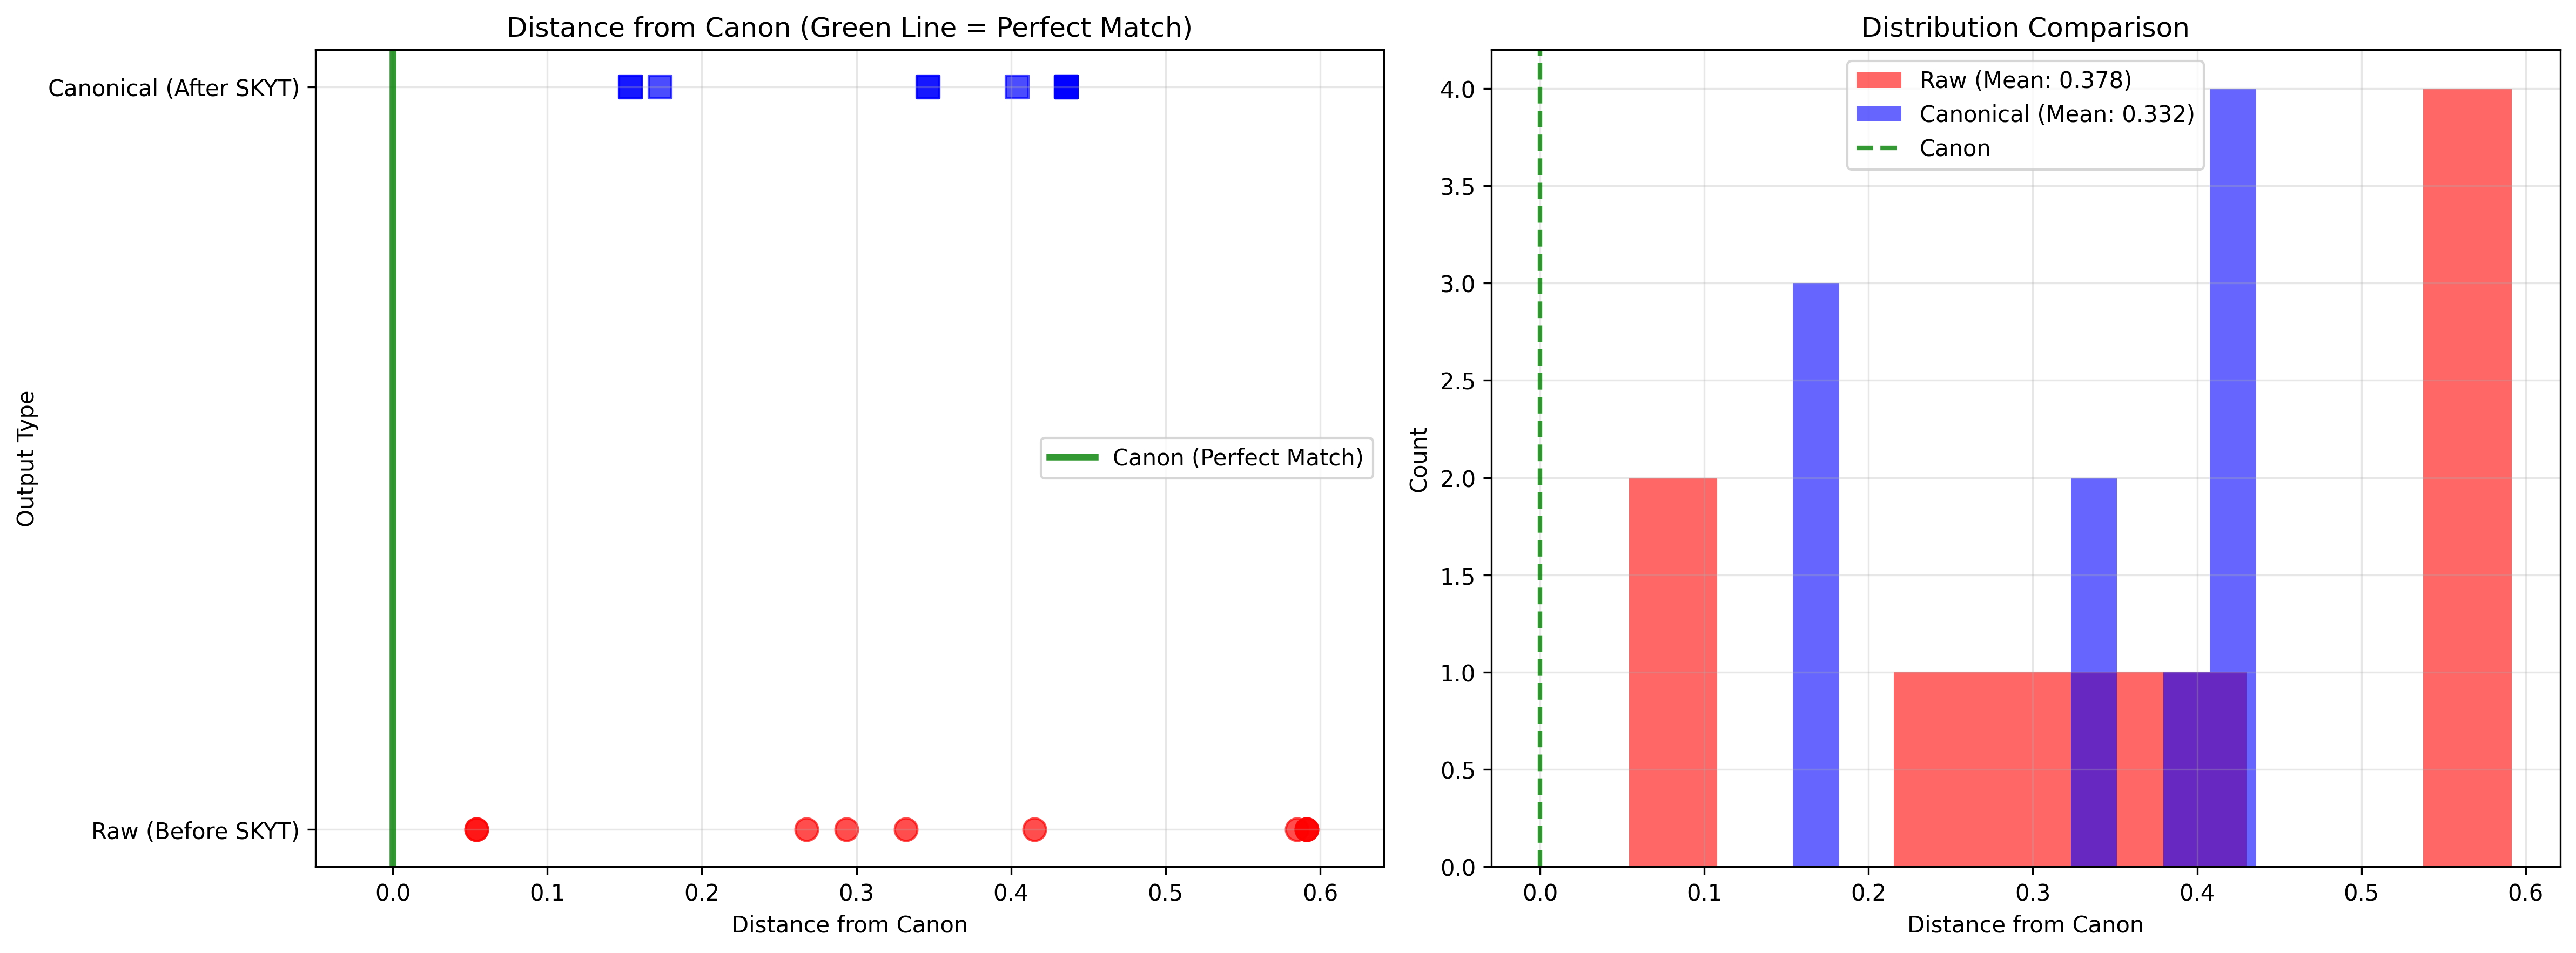 Distance from Canon (Green Line = Perfect Match)
Canonical (After SKYT)
Raw (Before SKYT)
Output Type
Canon (Perfect Match)
0.0 0.1 0.2 0.3 0.4 0.5 0.6
Distance from Canon
Distribution Comparison
Raw (Mean: 0.378)
Canonical (Mean: 0.332)
Canon
4.0
3.5
3.0
2.5
2.0
1.5
1.0
0.5
0.0
Count
0.0 0.1 0.2 0.3 0.4 0.5 0.6
Distance from Canon